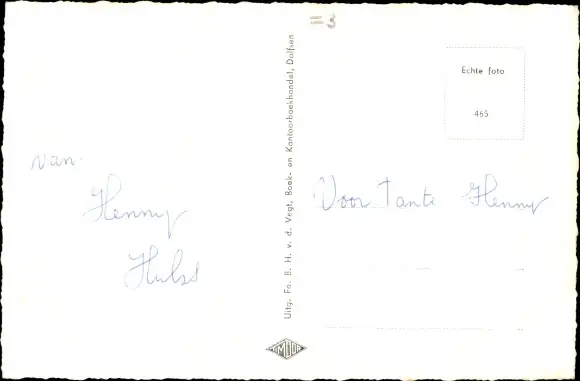 =3
van.
Henny
Hulst
Uitg. Fa. B. H. v. d. Vegt, Boek- en Kantoorboekhandel, Dalfsen
Echte foto
465
Voor Tante Henny